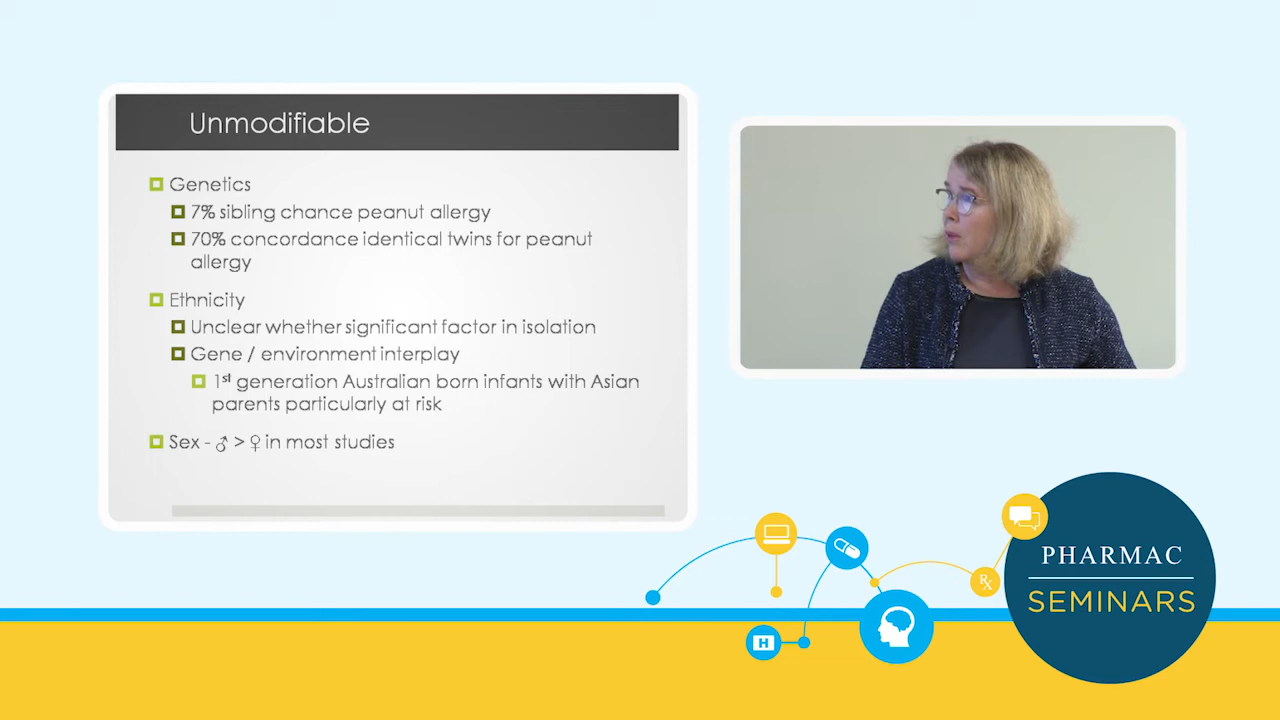 Unmodifiable
Genetics
7% sibling chance peanut allergy
70% concordance identical twins for peanut
allergy
Ethnicity
Unclear whether significant factor in isolation
Gene / environment interplay
1st generation Australian born infants with Asian
parents particularly at risk
Sex - ♂ > ♀ in most studies
PHARMAC
SEMINARS
Rx
H